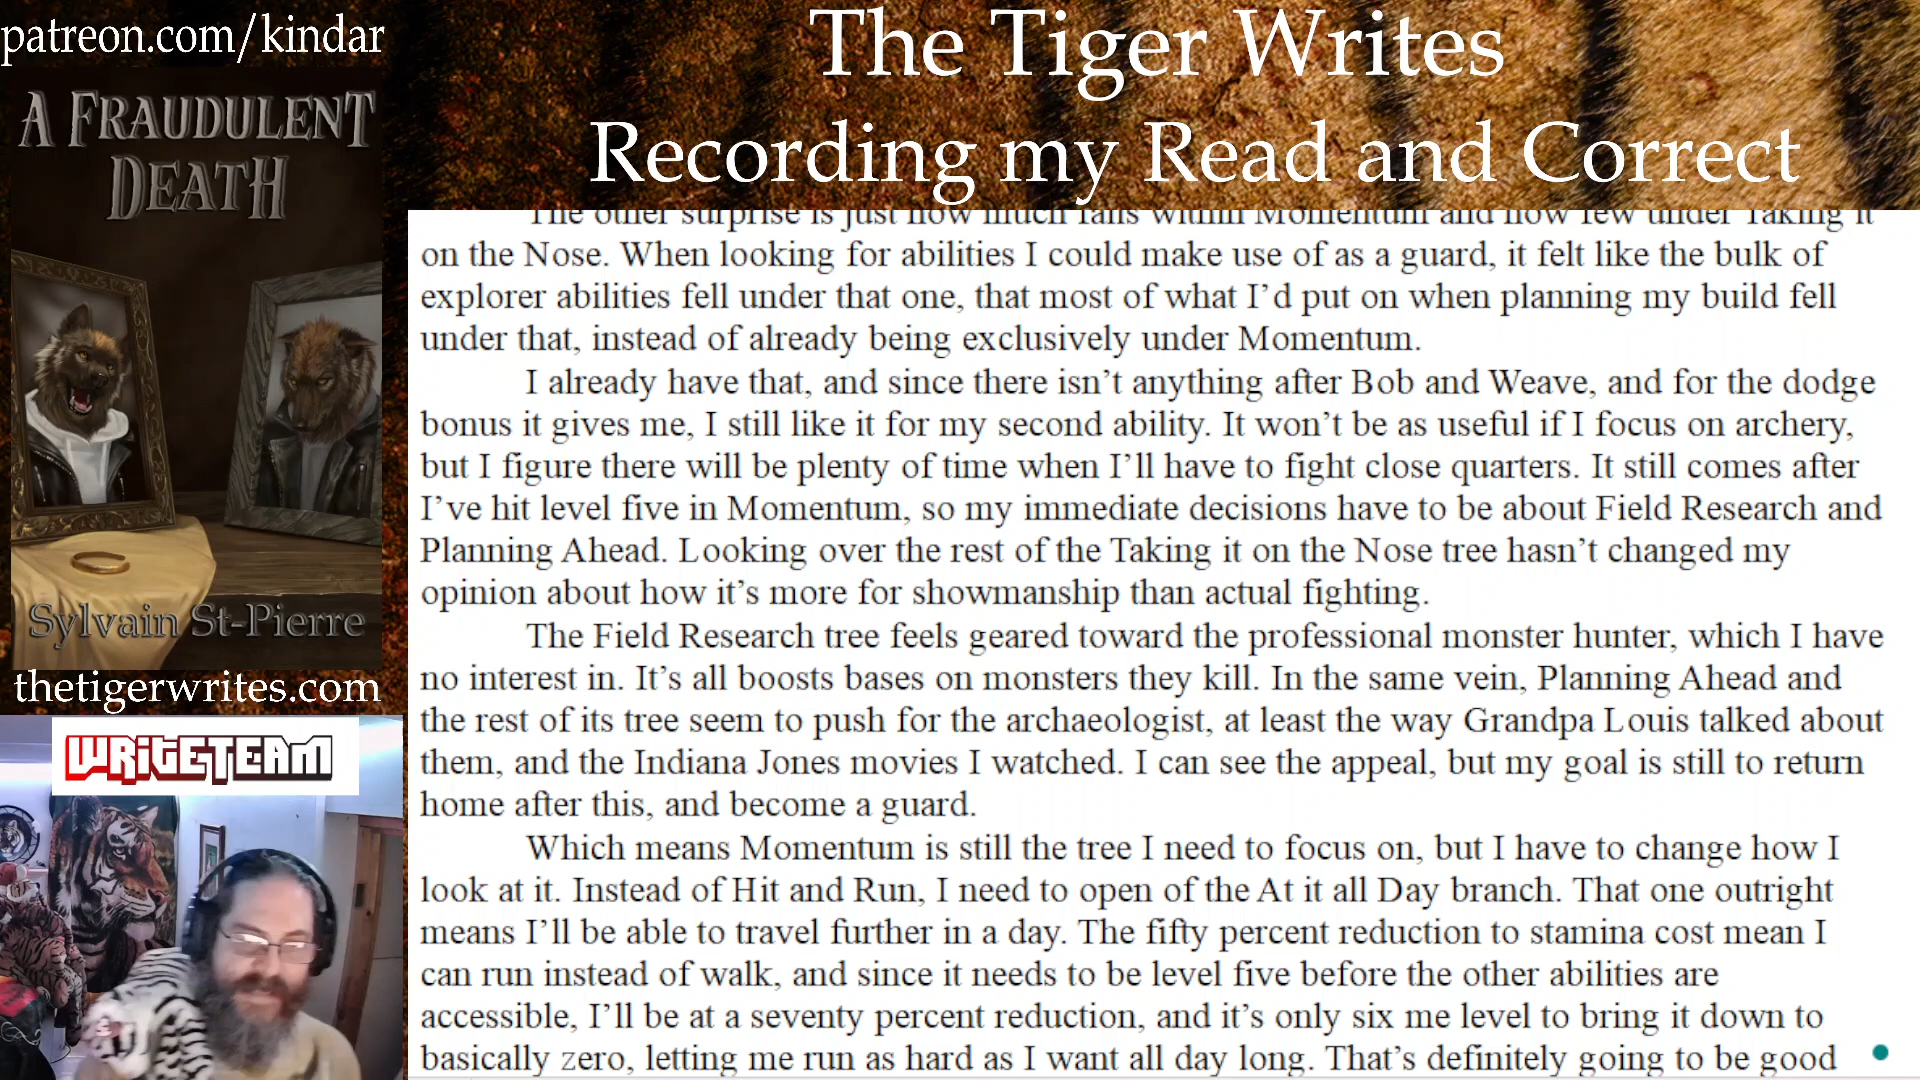 patreon.com/kindar
The Tiger Writes
Recording my Read and Correct
A FRAUDULENT
DEATH
Sylvain St-Pierre
thetigerwrites.com
WRITETEAM
The other surprise is just how much falls within Momentum and how few under Taking it
on the Nose. When looking for abilities I could make use of as a guard, it felt like the bulk of
explorer abilities fell under that one, that most of what I’d put on when planning my build fell
under that, instead of already being exclusively under Momentum.
I already have that, and since there isn’t anything after Bob and Weave, and for the dodge
bonus it gives me, I still like it for my second ability. It won’t be as useful if I focus on archery,
but I figure there will be plenty of time when I’ll have to fight close quarters. It still comes after
I’ve hit level five in Momentum, so my immediate decisions have to be about Field Research and
Planning Ahead. Looking over the rest of the Taking it on the Nose tree hasn’t changed my
opinion about how it’s more for showmanship than actual fighting.
The Field Research tree feels geared toward the professional monster hunter, which I have
no interest in. It’s all boosts bases on monsters they kill. In the same vein, Planning Ahead and
the rest of its tree seem to push for the archaeologist, at least the way Grandpa Louis talked about
them, and the Indiana Jones movies I watched. I can see the appeal, but my goal is still to return
home after this, and become a guard.
Which means Momentum is still the tree I need to focus on, but I have to change how I
look at it. Instead of Hit and Run, I need to open of the At it all Day branch. That one outright
means I’ll be able to travel further in a day. The fifty percent reduction to stamina cost mean I
can run instead of walk, and since it needs to be level five before the other abilities are
accessible, I’ll be at a seventy percent reduction, and it’s only six me level to bring it down to
basically zero, letting me run as hard as I want all day long. That’s definitely going to be good